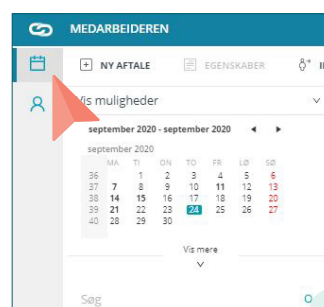 MEDARBEIDEREN
NY AFTALE EGENSKABER
Vis muligheder
september 2020 - september 2020
september 2020
MA TI ON TO FR LØ SØ
36 1 2 3 4 5 6
37 7 8 9 10 11 12 13
38 14 15 16 17 18 19 20
39 21 22 23 24 25 26 27
40 28 29 30
Vis mere
Søg